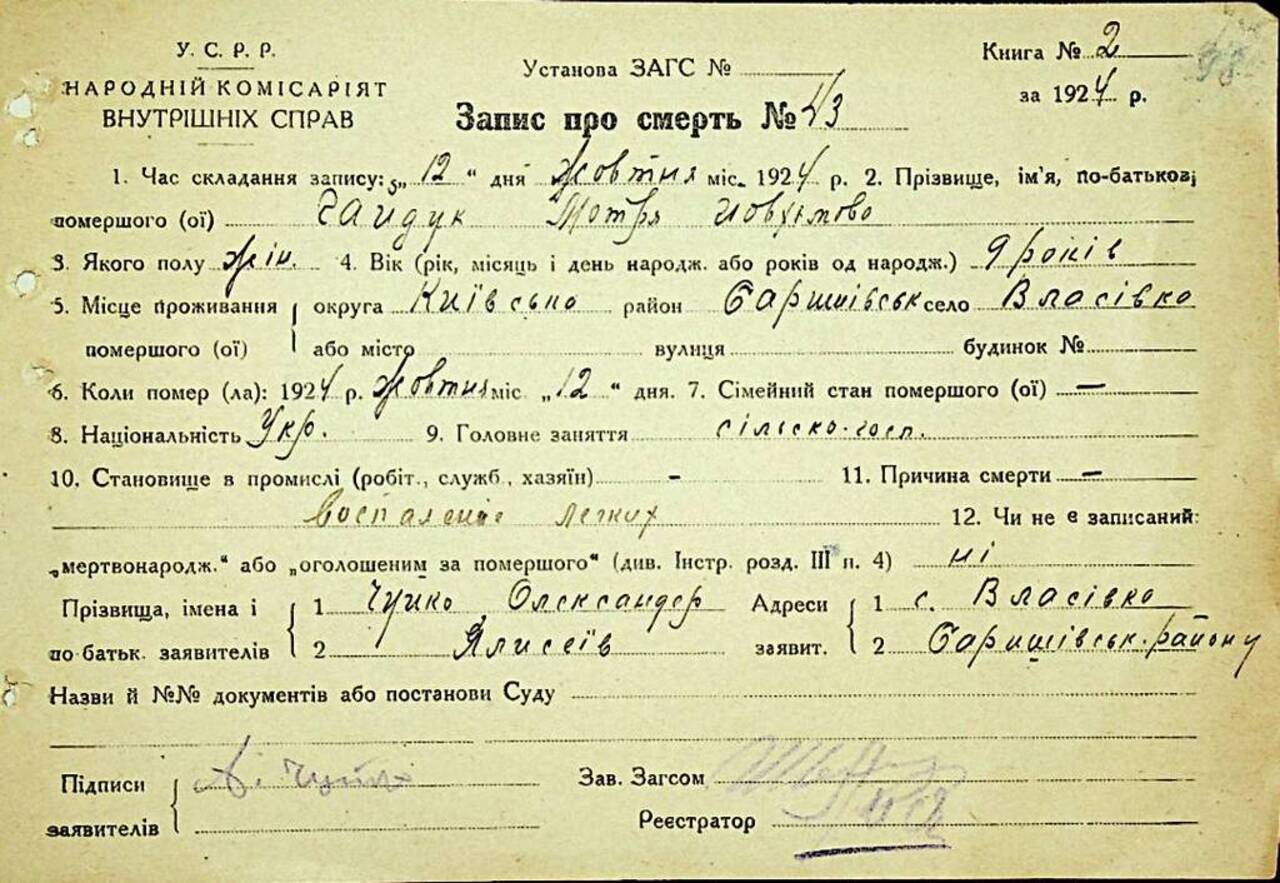 У. С. Р. Р.
НАРОДНІЙ КОМІСАРІЯТ
ВНУТРІШНІХ СПРАВ
Установа ЗАГС №
Книга № 2
за 1924 р.
Запис про смерть № 43
1. Час складання запису: „12“ дня жовтня міс. 1924 р. 2. Прізвище, ім'я, по-батькові
помершого (ої) Гайдук Мотря
3. Якого полу жін. 4. Вік (рік, місяць і день народж. або років од народж.) 9 років
5. Місце проживання округа Київсько район Баришівськ село Власівко
помершого (ої) або місто вулиця будинок №
6. Коли помер (ла): 1924 р. жовтня міс „12“ дня. 7. Сімейний стан помершого (ої) —
8. Національність Укр. 9. Головне заняття сільско-госп.
10. Становище в промислі (робіт., служб., хазяїн) - 11. Причина смерти —
Воспаление легких 12. Чи не є записаний:
„мертвонародж.“ або „оголошеним за помершого“ (див. Інстр. розд. III п. 4) ні
Прізвища, імена і 1 Чуйко Олександер Адреси 1 с. Власівко
по батьк. заявителів 2 Ялисеїв заявит. 2 Баришівськ. району
Назви й №№ документів або постанови Суду
Підписи А. Чуйко Зав. Загсом
заявителів Реєстратор